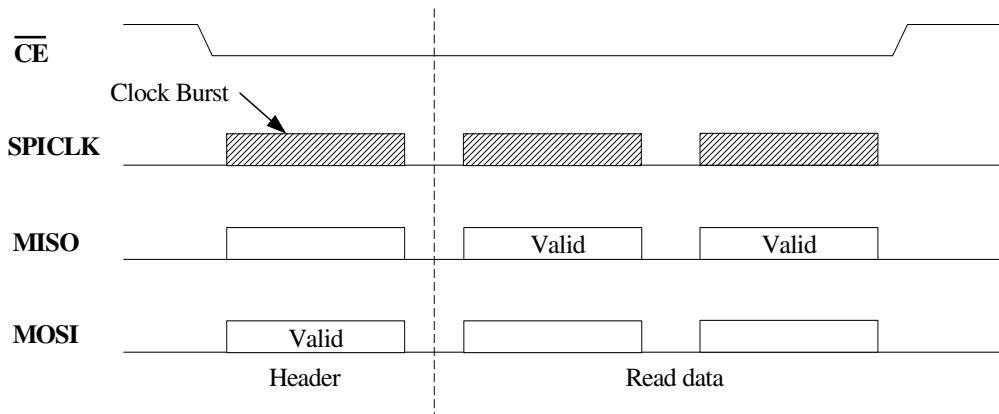 CE
Clock Burst
SPICLK
MISO
Valid
Valid
MOSI
Valid
Header
Read data